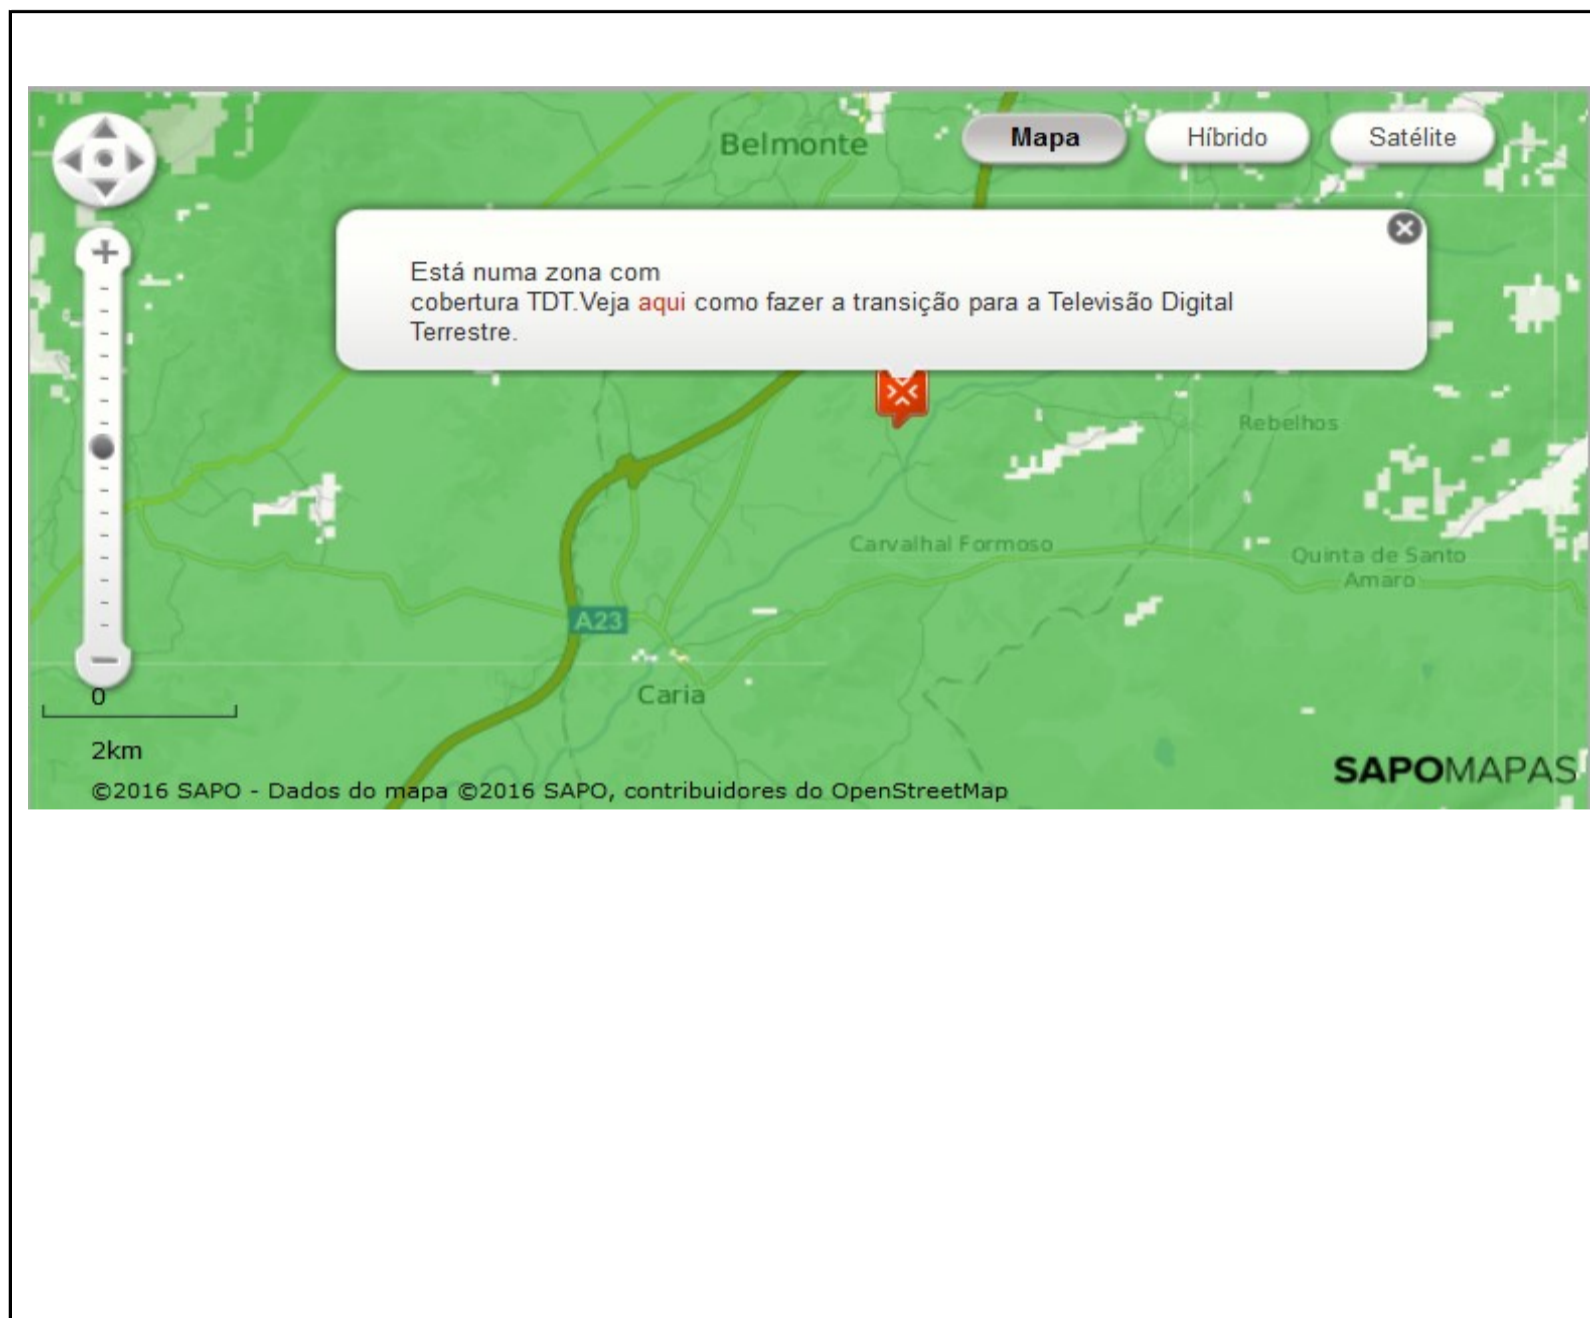 Belmonte
Mapa
Híbrido
Satélite
Está numa zona com
cobertura TDT.Veja aqui como fazer a transição para a Televisão Digital
Terrestre.
Rebelhos
Carvalhal Formoso
Quinta de Santo
Amaro
A23
Caria
0
2km
SAPOMAPAS
©2016 SAPO - Dados do mapa ©2016 SAPO, contribuidores do OpenStreetMap